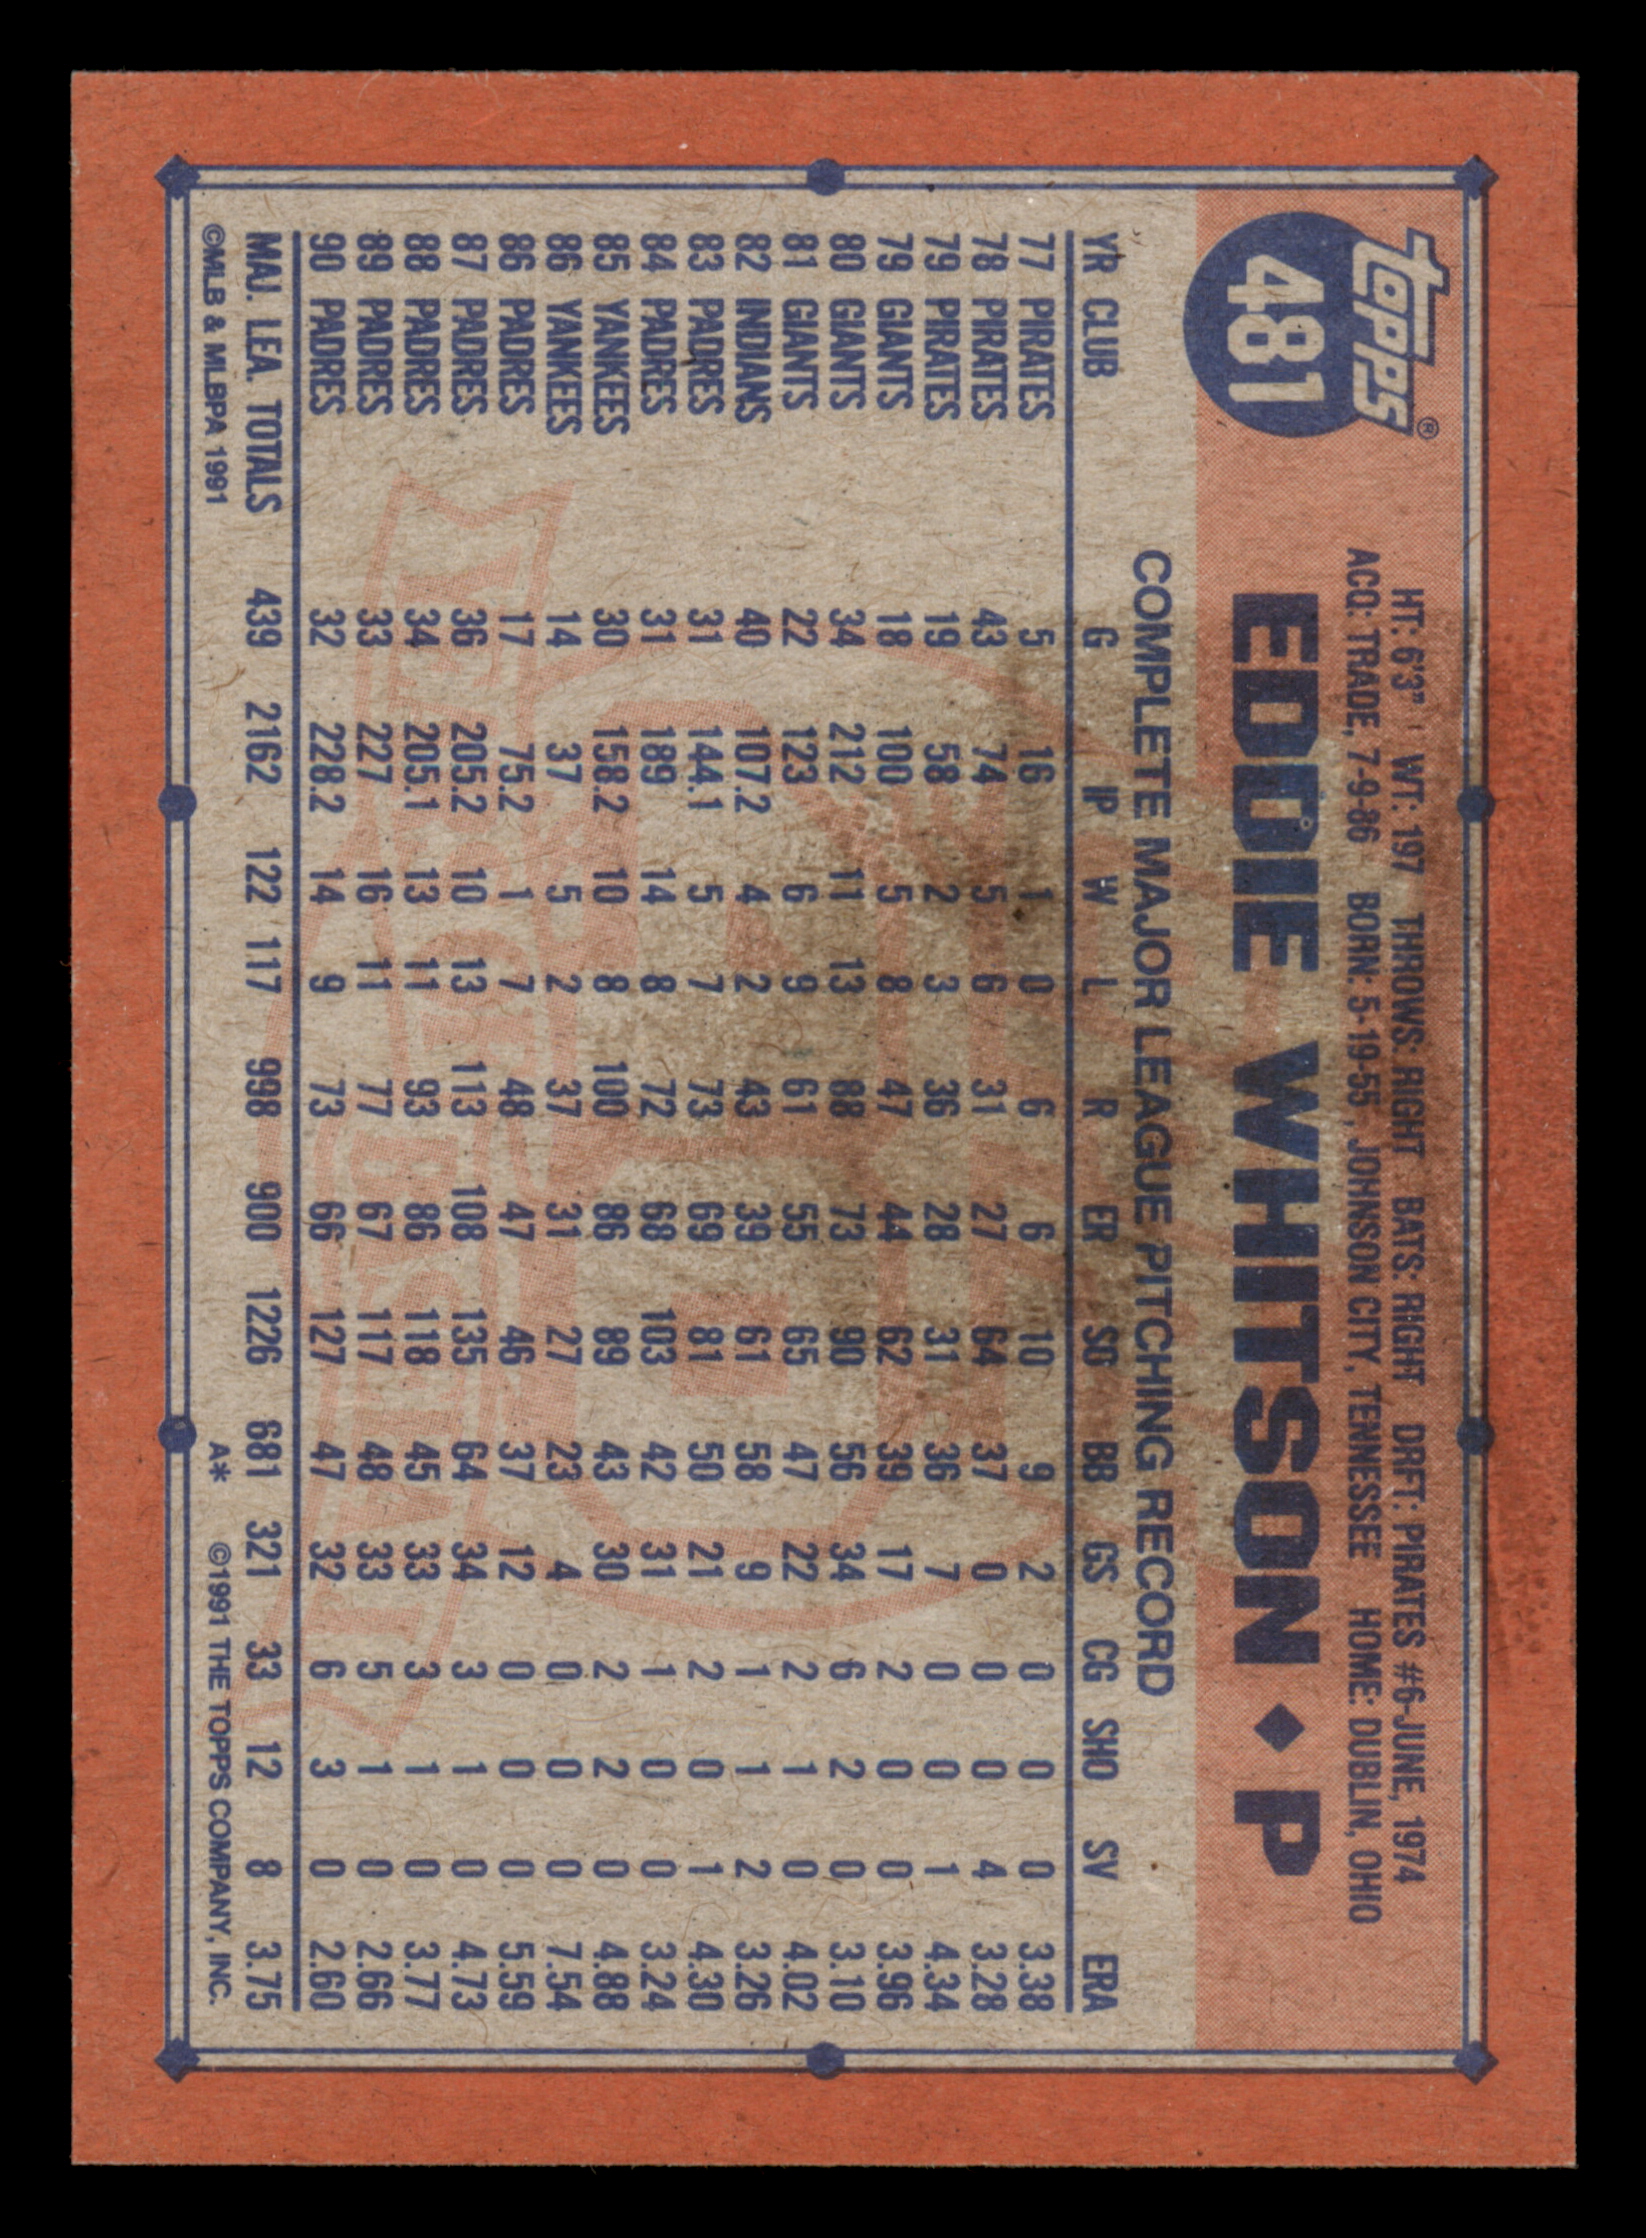 topps®
481
HT: 6'3" WT: 197 THROWS: RIGHT BATS: RIGHT DRFT: PIRATES #6-JUNE, 1974
ACQ: TRADE, 7-9-86 BORN: 5-19-55, JOHNSON CITY, TENNESSEE HOME: DUBLIN, OHIO
EDDIE WHITSON ♦ P
COMPLETE MAJOR LEAGUE PITCHING RECORD
YR CLUB G IP W L R ER SO BB GS CG SHO SV ERA
77 PIRATES 5 16 1 0 6 6 10 9 2 0 0 0 3.38
78 PIRATES 43 74 5 6 31 27 64 37 0 0 0 4 3.28
79 PIRATES 19 58 2 3 36 28 31 36 7 0 0 1 4.34
79 GIANTS 18 100 5 8 47 44 62 39 17 2 0 0 3.96
80 GIANTS 34 212 11 13 88 73 90 56 34 6 2 0 3.10
81 GIANTS 22 123 6 9 61 55 65 47 22 2 1 0 4.02
82 INDIANS 40 107.2 4 2 43 39 61 58 9 1 1 2 3.26
83 PADRES 31 144.1 5 7 73 69 81 50 21 2 0 1 4.30
84 PADRES 31 189 14 8 72 68 103 42 31 1 0 0 3.24
85 YANKEES 30 158.2 10 8 100 86 89 43 30 2 2 0 4.88
86 YANKEES 14 37 5 2 37 31 27 23 4 0 0 0 7.54
86 PADRES 17 75.2 1 7 48 47 46 37 12 0 0 0 5.59
87 PADRES 36 205.2 10 13 113 108 135 64 34 3 1 0 4.73
88 PADRES 34 205.1 13 11 93 86 118 45 33 3 1 0 3.77
89 PADRES 33 227 16 11 77 67 117 48 33 5 1 0 2.66
90 PADRES 32 228.2 14 9 73 66 127 47 32 6 3 0 2.60
MAJ. LEA. TOTALS 439 2162 122 117 998 900 1226 681 321 33 12 8 3.75
©MLB & MLBPA 1991 A* ©1991 THE TOPPS COMPANY, INC.